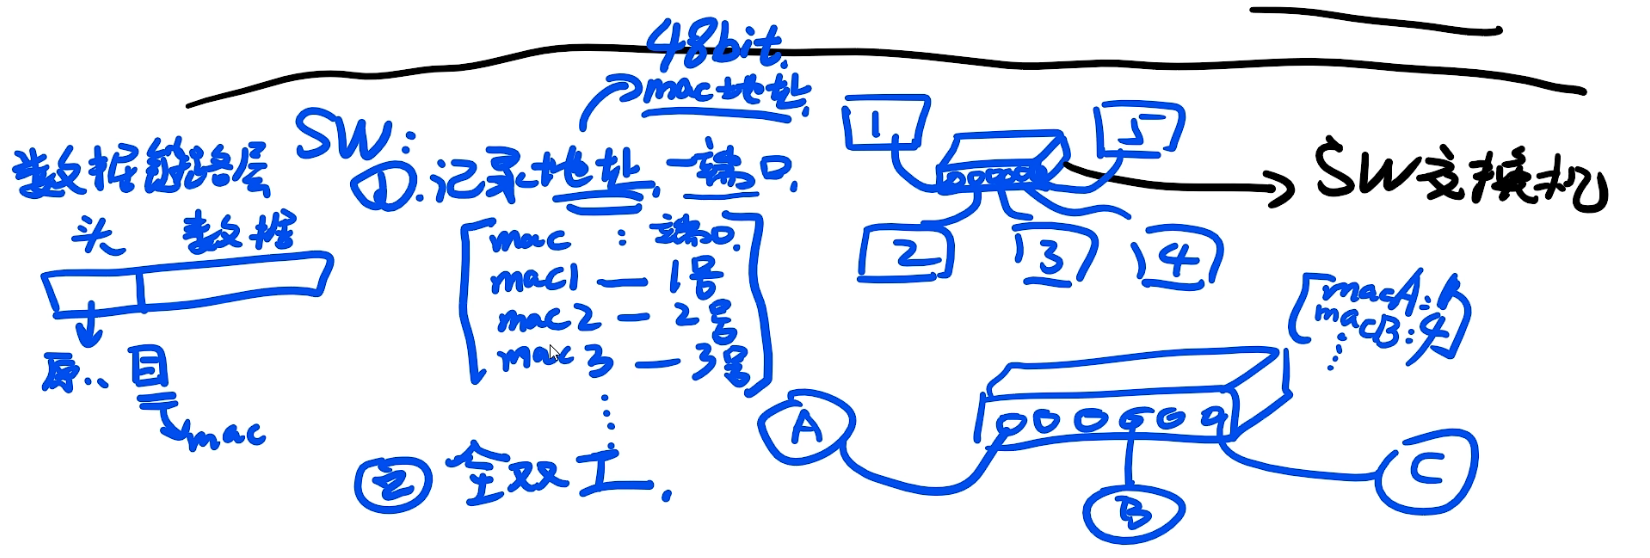 48bit.
mac地址.
SW:
①.记录地址,—端口.
数据链路层
头 数据
原.. 目
mac
mac : 端口.
mac1 — 1号
mac2 — 2号
mac3 — 3号
②全双工.
1
5
2
3
4
SW交换机
macB:4
A
B
C